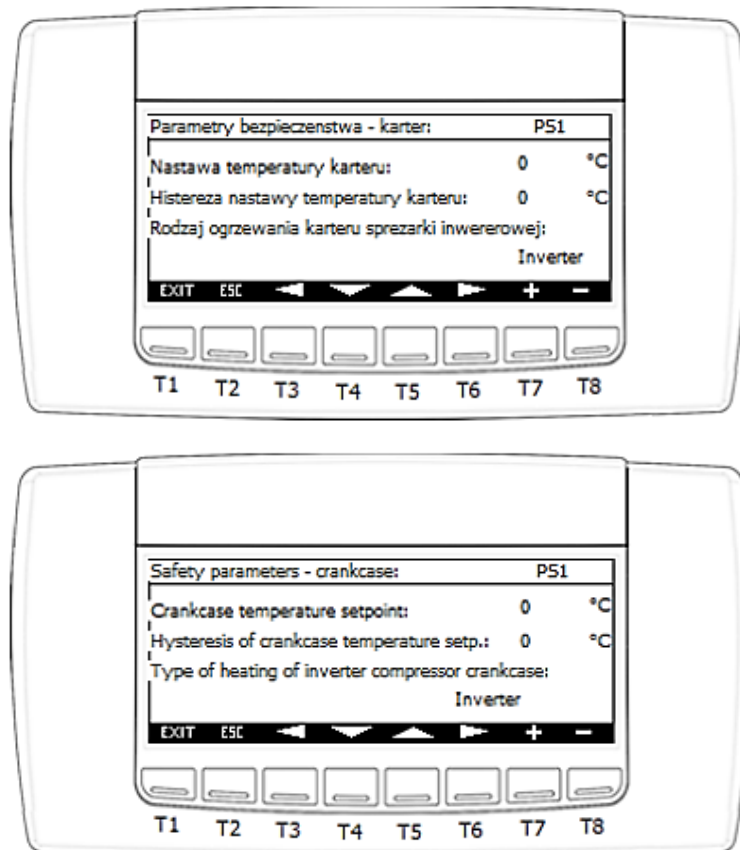 Parametry bezpieczenstwa - karter: PS1
Nastawa temperatury karteru: 0 °C
Histereza nastawy temperatury karteru: 0 °C
Rodzaj ogrzewania karteru sprezarki inwererowej:
Inverter
EXIT ESC + -
T1 T2 T3 T4 T5 T6 T7 T8
Safety parameters - crankcase: PS1
Crankcase temperature setpoint: 0 °C
Hysteresis of crankcase temperature setp.: 0 °C
Type of heating of inverter compressor crankcase:
Inverter
EXIT ESC + -
T1 T2 T3 T4 T5 T6 T7 T8